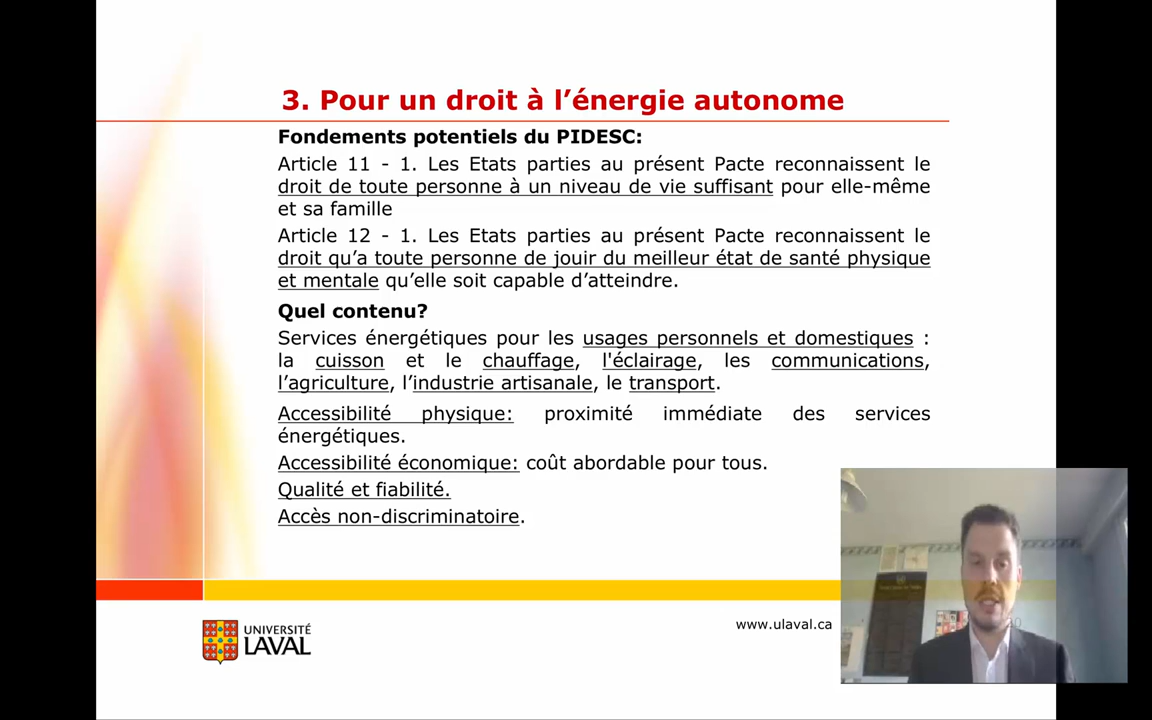 3. Pour un droit à l’énergie autonome
Fondements potentiels du PIDESC:
Article 11 - 1. Les Etats parties au présent Pacte reconnaissent le
droit de toute personne à un niveau de vie suffisant pour elle-même
et sa famille
Article 12 - 1. Les Etats parties au présent Pacte reconnaissent le
droit qu’a toute personne de jouir du meilleur état de santé physique
et mentale qu’elle soit capable d’atteindre.
Quel contenu?
Services énergétiques pour les usages personnels et domestiques :
la cuisson et le chauffage, l'éclairage, les communications,
l’agriculture, l’industrie artisanale, le transport.
Accessibilité physique: proximité immédiate des services
énergétiques.
Accessibilité économique: coût abordable pour tous.
Qualité et fiabilité.
Accès non-discriminatoire.
UNIVERSITÉ
LAVAL
www.ulaval.ca
20